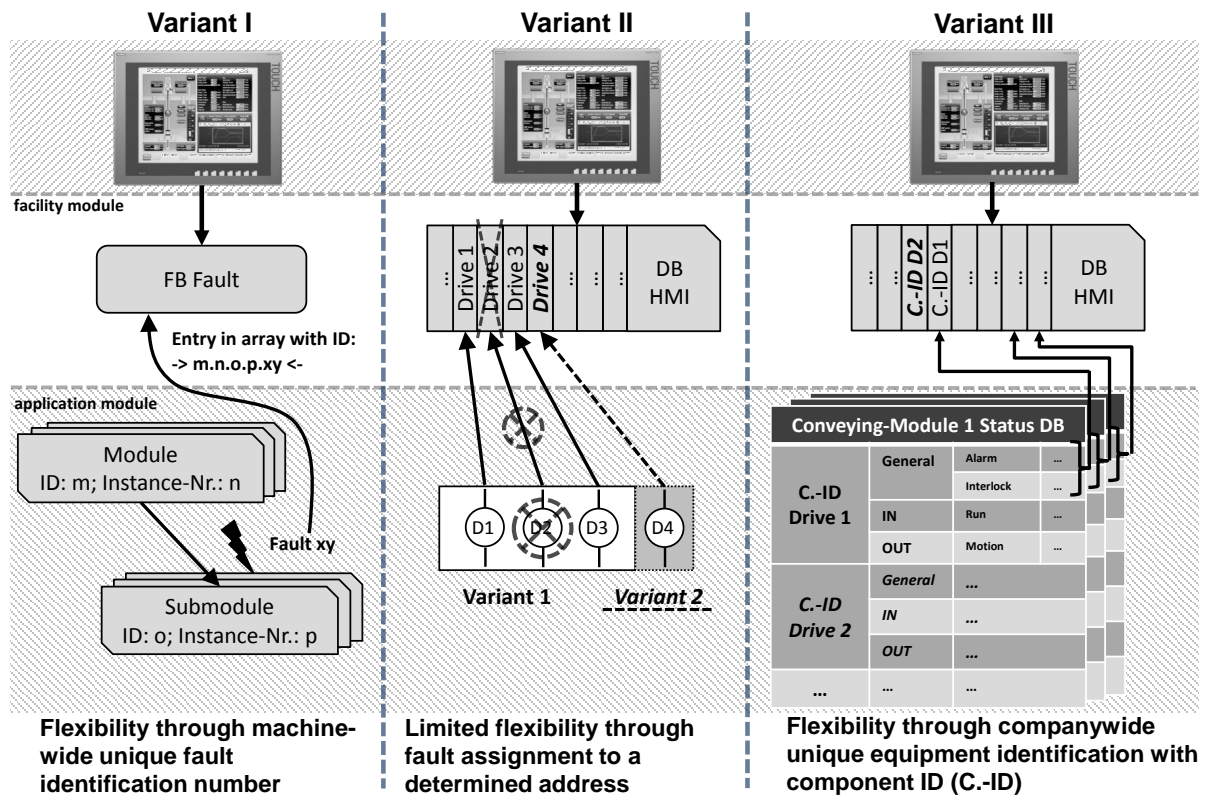 Variant I
TOUCH
facility module
FB Fault
Entry in array with ID:
-> m.n.o.p.xy <-
application module
Module
ID: m; Instance-Nr.: n
Fault xy
Submodule
ID: o; Instance-Nr.: p
Flexibility through machine-
wide unique fault
identification number
Variant II
TOUCH
...
Drive 1
Drive 2
Drive 3
Drive 4
...
...
...
DB
HMI
D1
D2
D3
D4
Variant 1
Variant 2
Limited flexibility through
fault assignment to a
determined address
Variant III
TOUCH
...
...
C.-ID D2
C.-ID D1
...
...
...
...
DB
HMI
Conveying-Module 1 Status DB
C.-ID
Drive 1
General
Alarm
...
Interlock
...
IN
Run
...
OUT
Motion
...
C.-ID
Drive 2
General
...
IN
...
OUT
...
...
...
...
Flexibility through companywide
unique equipment identification with
component ID (C.-ID)